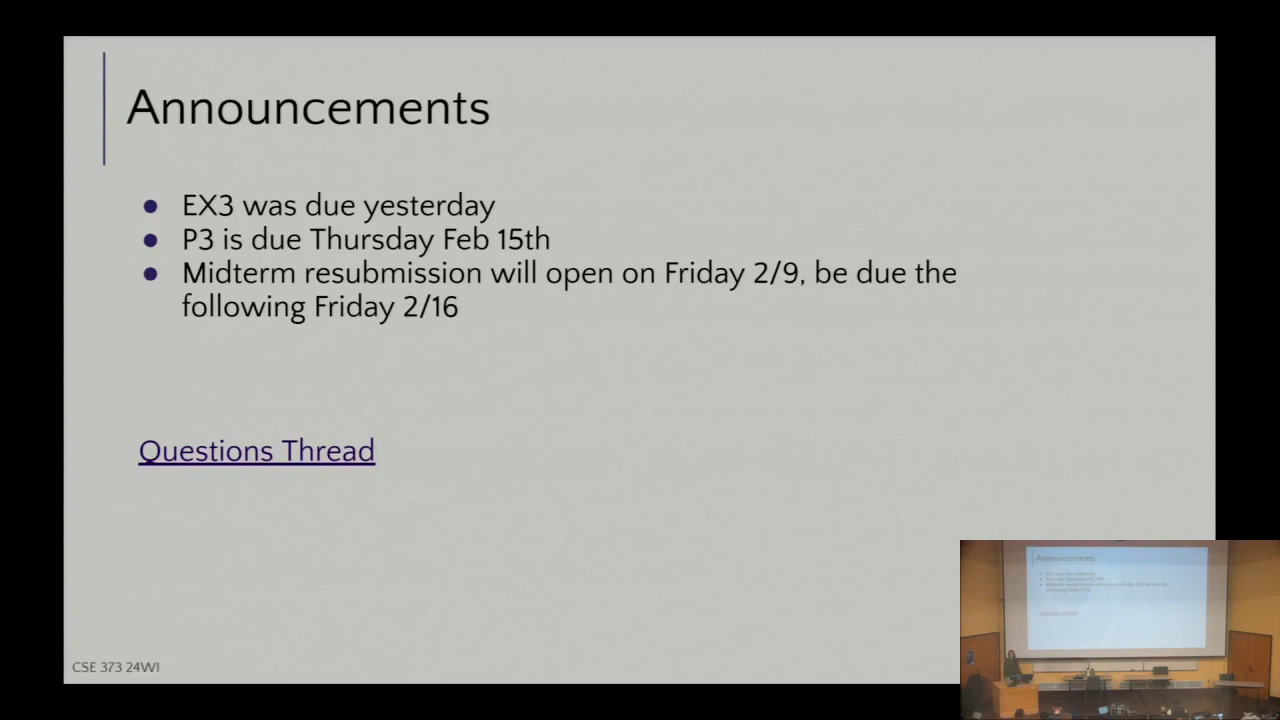 Announcements
EX3 was due yesterday
P3 is due Thursday Feb 15th
Midterm resubmission will open on Friday 2/9, be due the
following Friday 2/16
Questions Thread
CSE 373 24WI
Announcements